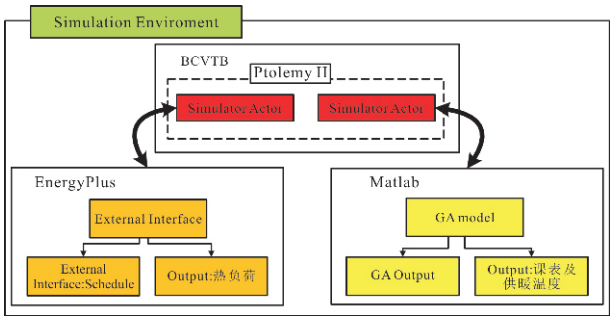 Simulation Enviroment
BCVTB
Ptolemy II
Simulator Actor
Simulator Actor
EnergyPlus
External Interface
External
Interface:Schedule
Output:热负荷
Matlab
GA model
GA Output
Output:课表及
供暖温度